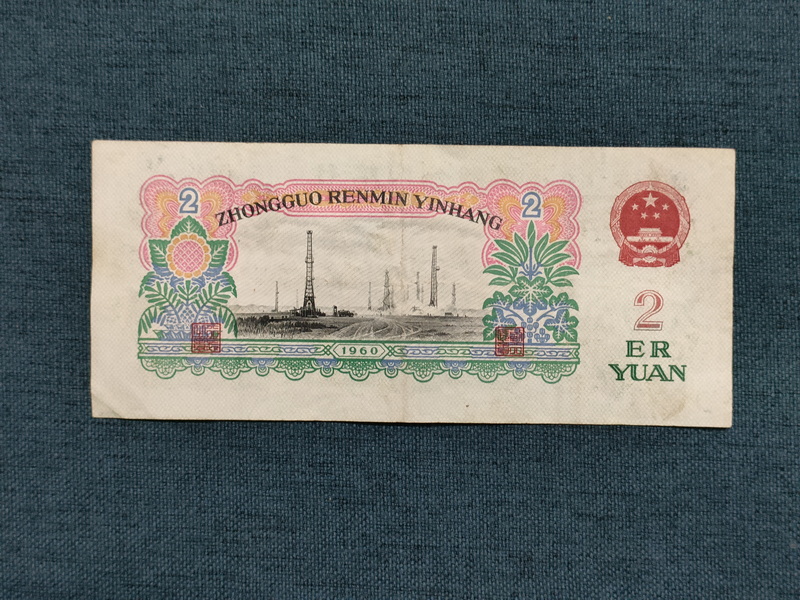 2
ZHONGGUO RENMIN YINHANG
2
1960
2
ER
YUAN